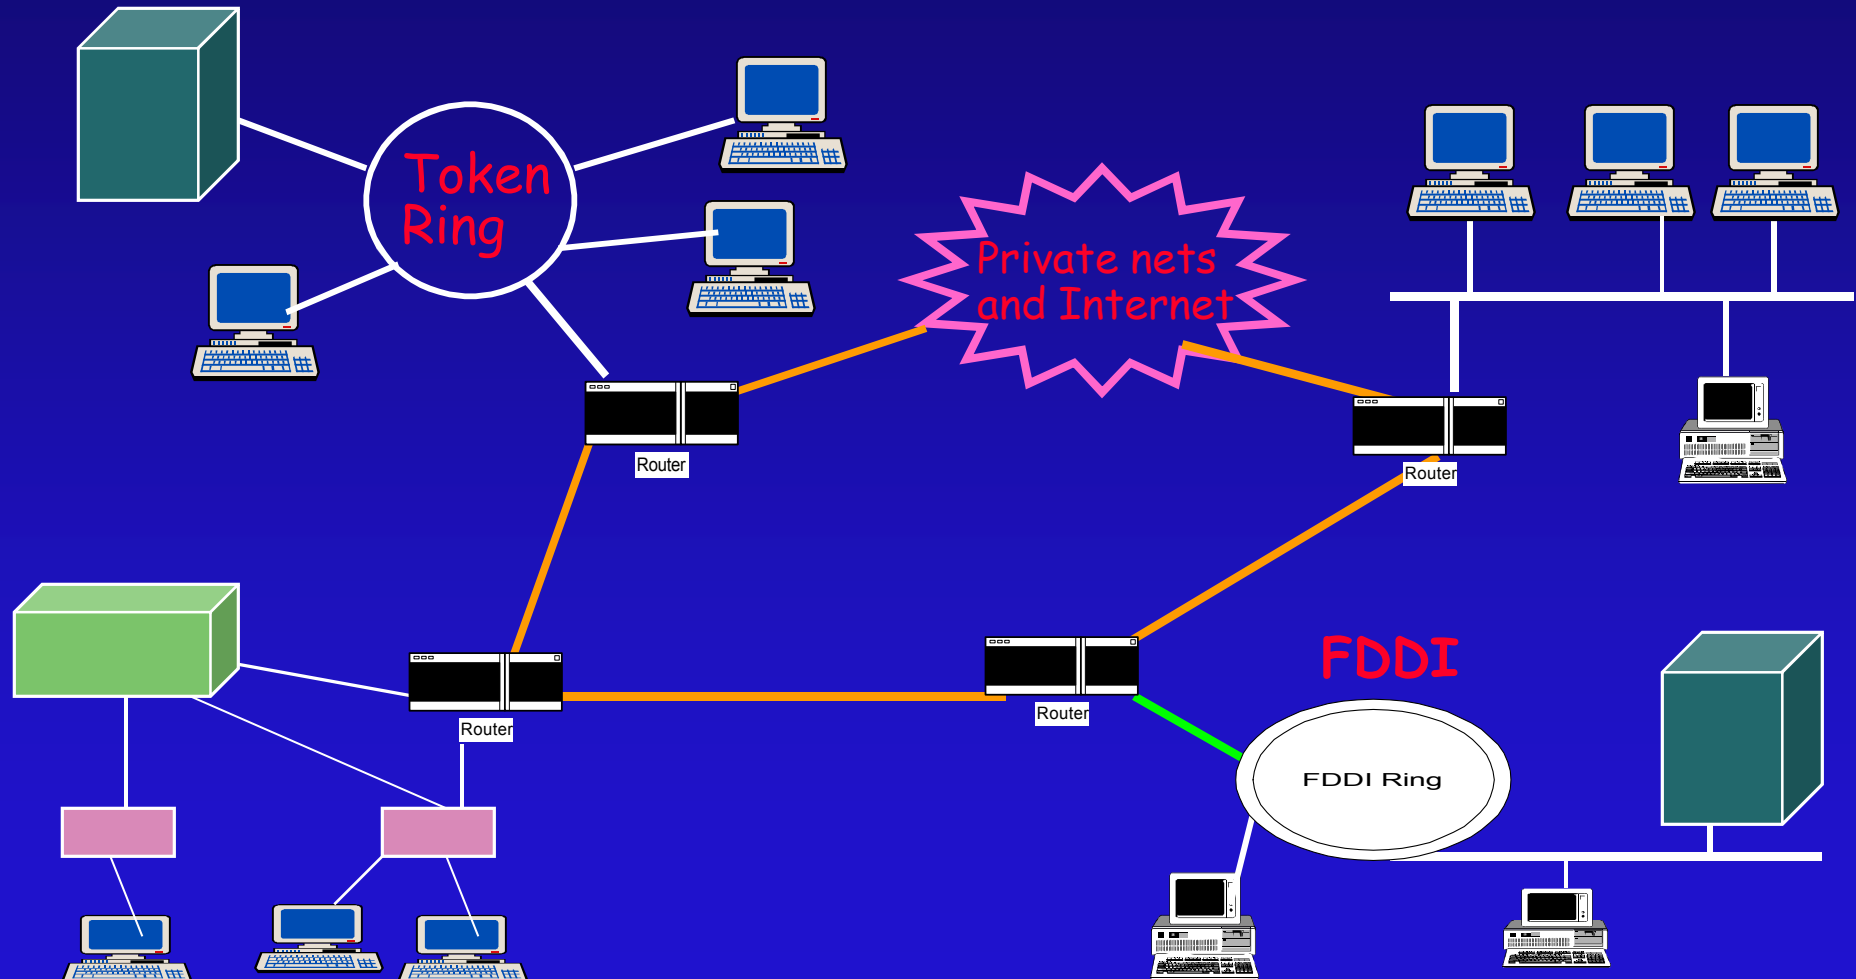 Token
Ring
Private nets
and Internet
Router
Router
FDDI
Router
Router
FDDI Ring